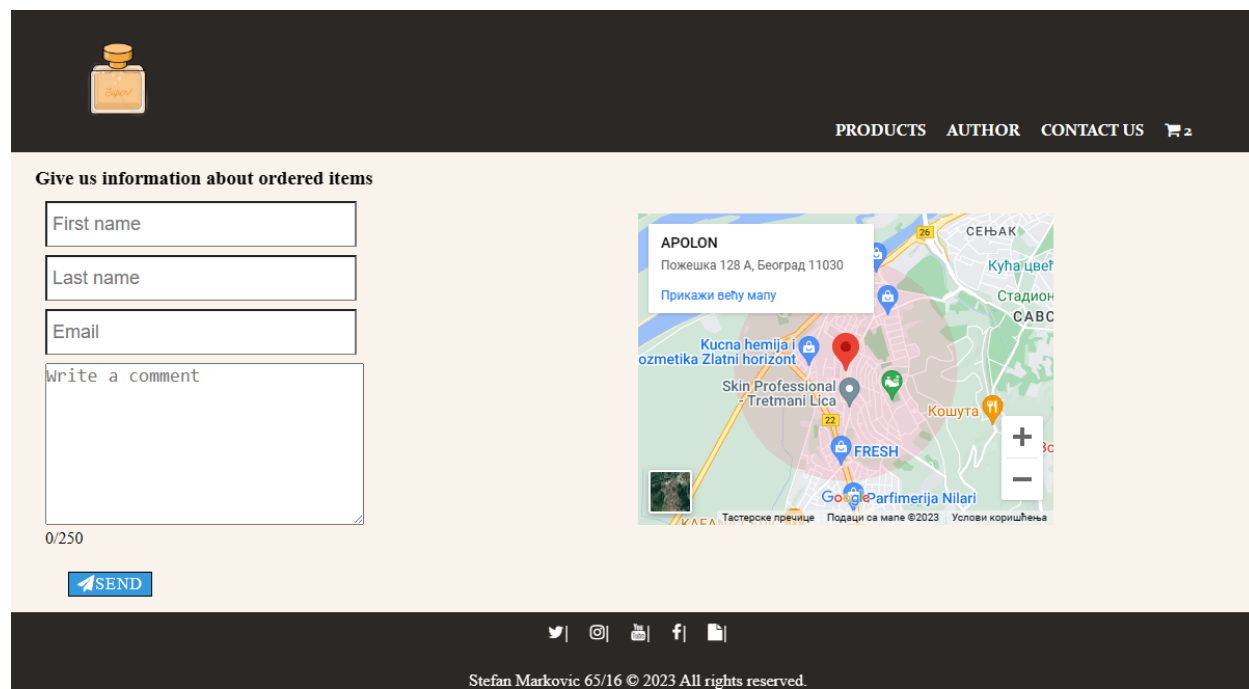 PRODUCTS AUTHOR CONTACT US 2
Give us information about ordered items
First name
Last name
Email
Write a comment
0/250
SEND
APOLON
Пожешка 128 А, Београд 11030
Прикажи већу мапу
26
СЕЊАК
Кућа цвећ
Стадион
САВС
Kucna hemija i
ozmetika Zlatni horizont
Skin Professional
- Tretmani Lica
22
Кошута
FRESH
Google
Parfimerija Nilari
Тастерске пречице Подаци са мапе ©2023 Услови коришћења
You
Tube
Stefan Markovic 65/16 © 2023 All rights reserved.